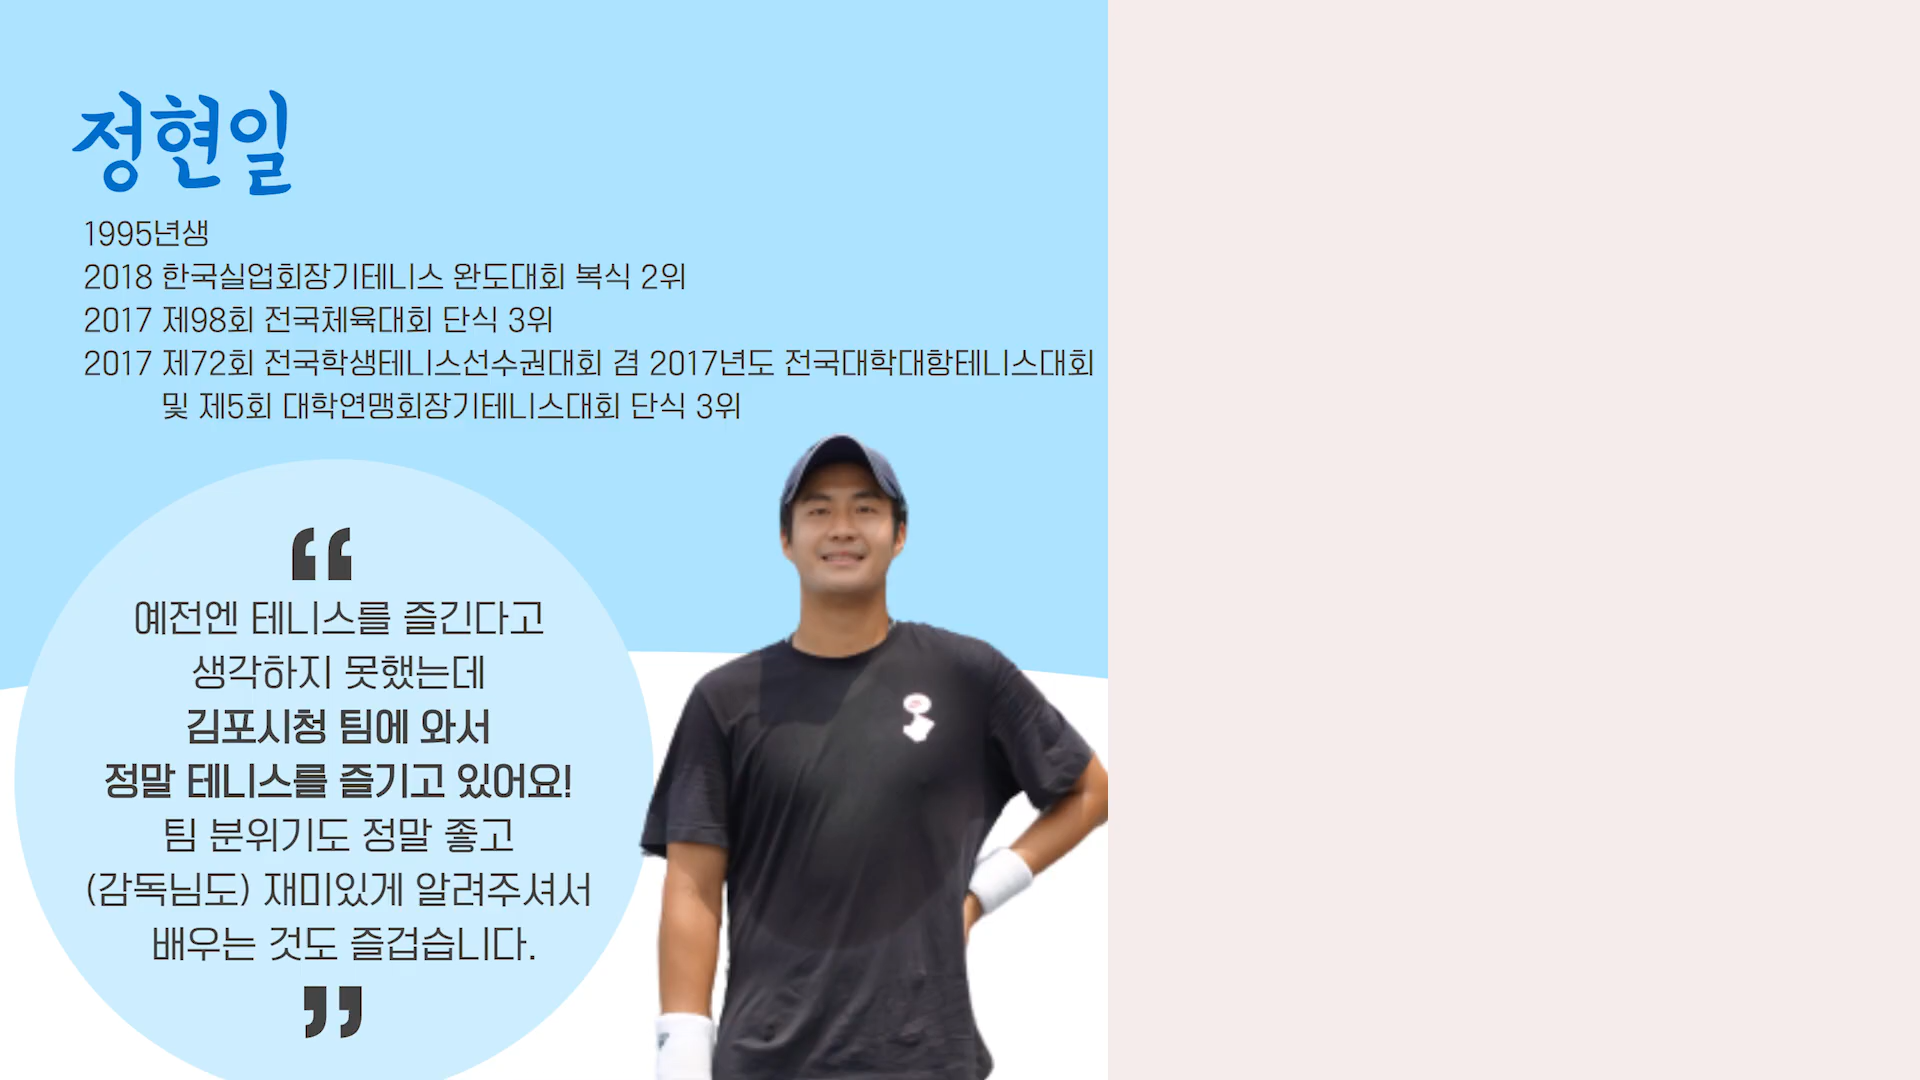 정현일
1995년생
2018 한국실업회장기테니스 완도대회 복식 2위
2017 제98회 전국체육대회 단식 3위
2017 제72회 전국학생테니스선수권대회 겸 2017년도 전국대학대항테니스대회
및 제5회 대학연맹회장기테니스대회 단식 3위
“
예전엔 테니스를 즐긴다고
생각하지 못했는데
김포시청 팀에 와서
정말 테니스를 즐기고 있어요!
팀 분위기도 정말 좋고
(감독님도) 재미있게 알려주셔서
배우는 것도 즐겁습니다.
”